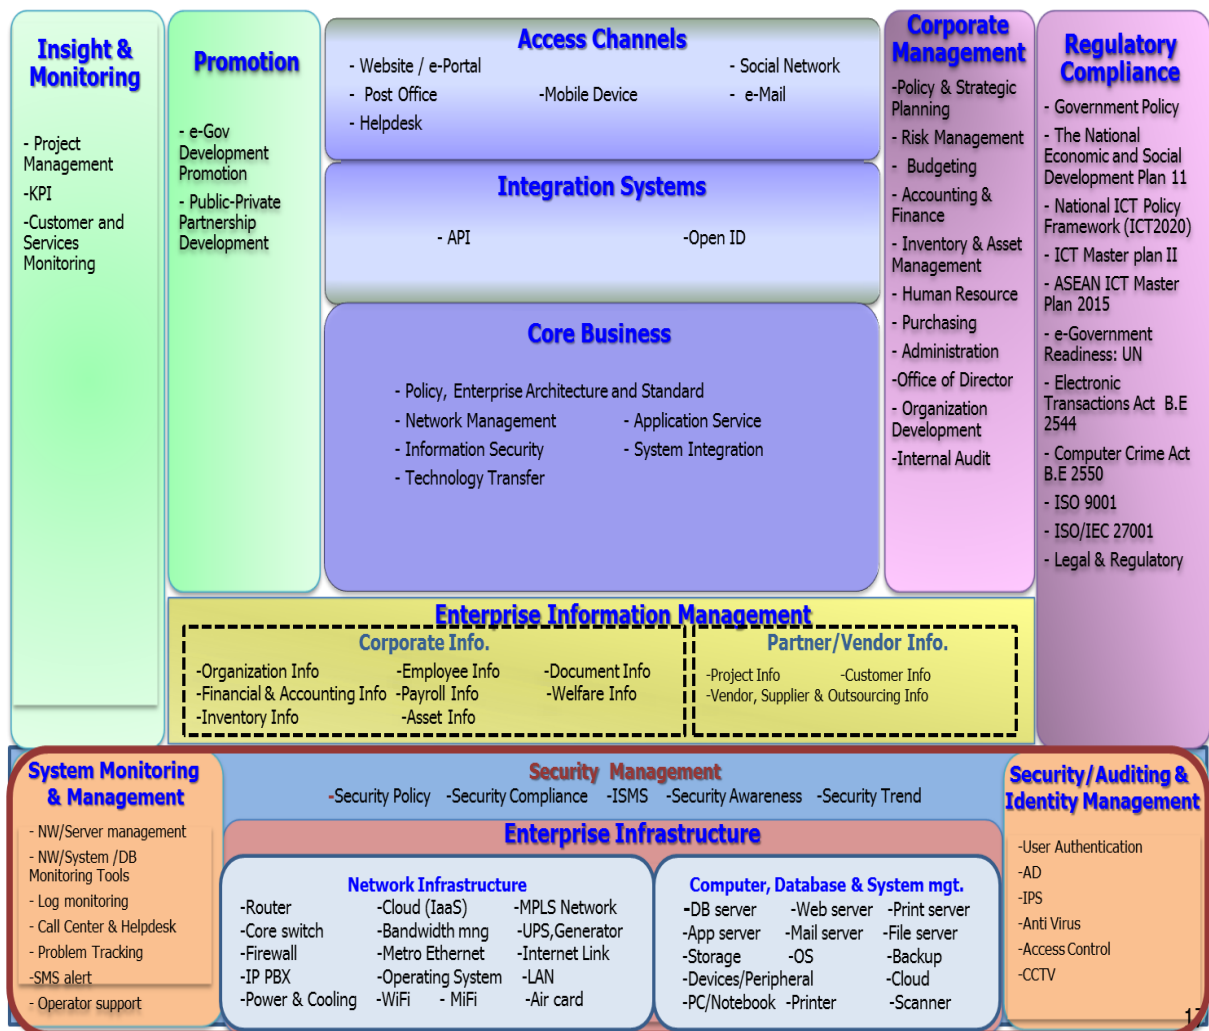 Insight &
Monitoring
- Project
Management
-KPI
-Customer and
Services
Monitoring
Promotion
- e-Gov
Development
Promotion
- Public-Private
Partnership
Development
Access Channels
- Website / e-Portal
- Social Network
- Post Office
-Mobile Device
- e-Mail
- Helpdesk
Integration Systems
- API
-Open ID
Core Business
- Policy, Enterprise Architecture and Standard
- Network Management
- Application Service
- Information Security
- System Integration
- Technology Transfer
Corporate
Management
-Policy & Strategic
Planning
- Risk Management
- Budgeting
- Accounting &
Finance
- Inventory & Asset
Management
- Human Resource
- Purchasing
- Administration
-Office of Director
- Organization
Development
-Internal Audit
Regulatory
Compliance
- Government Policy
- The National
Economic and Social
Development Plan 11
- National ICT Policy
Framework (ICT2020)
- ICT Master plan II
- ASEAN ICT Master
Plan 2015
- e-Government
Readiness: UN
- Electronic
Transactions Act B.E
2544
- Computer Crime Act
B.E 2550
- ISO 9001
- ISO/IEC 27001
- Legal & Regulatory
Enterprise Information Management
Corporate Info.
-Organization Info -Employee Info -Document Info
-Financial & Accounting Info -Payroll Info -Welfare Info
-Inventory Info -Asset Info
Partner/Vendor Info.
-Project Info -Customer Info
-Vendor, Supplier & Outsourcing Info
System Monitoring
& Management
- NW/Server management
- NW/System /DB
Monitoring Tools
- Log monitoring
- Call Center & Helpdesk
- Problem Tracking
-SMS alert
- Operator support
Security Management
-Security Policy -Security Compliance -ISMS -Security Awareness -Security Trend
Enterprise Infrastructure
Network Infrastructure
-Router -Cloud (IaaS) -MPLS Network
-Core switch -Bandwidth mng -UPS,Generator
-Firewall -Metro Ethernet -Internet Link
-IP PBX -Operating System -LAN
-Power & Cooling -WiFi - MiFi -Air card
Computer, Database & System mgt.
-DB server -Web server -Print server
-App server -Mail server -File server
-Storage -OS -Backup
-Devices/Peripheral -Cloud
-PC/Notebook -Printer -Scanner
Security/Auditing &
Identity Management
-User Authentication
-AD
-IPS
-Anti Virus
-Access Control
-CCTV
17